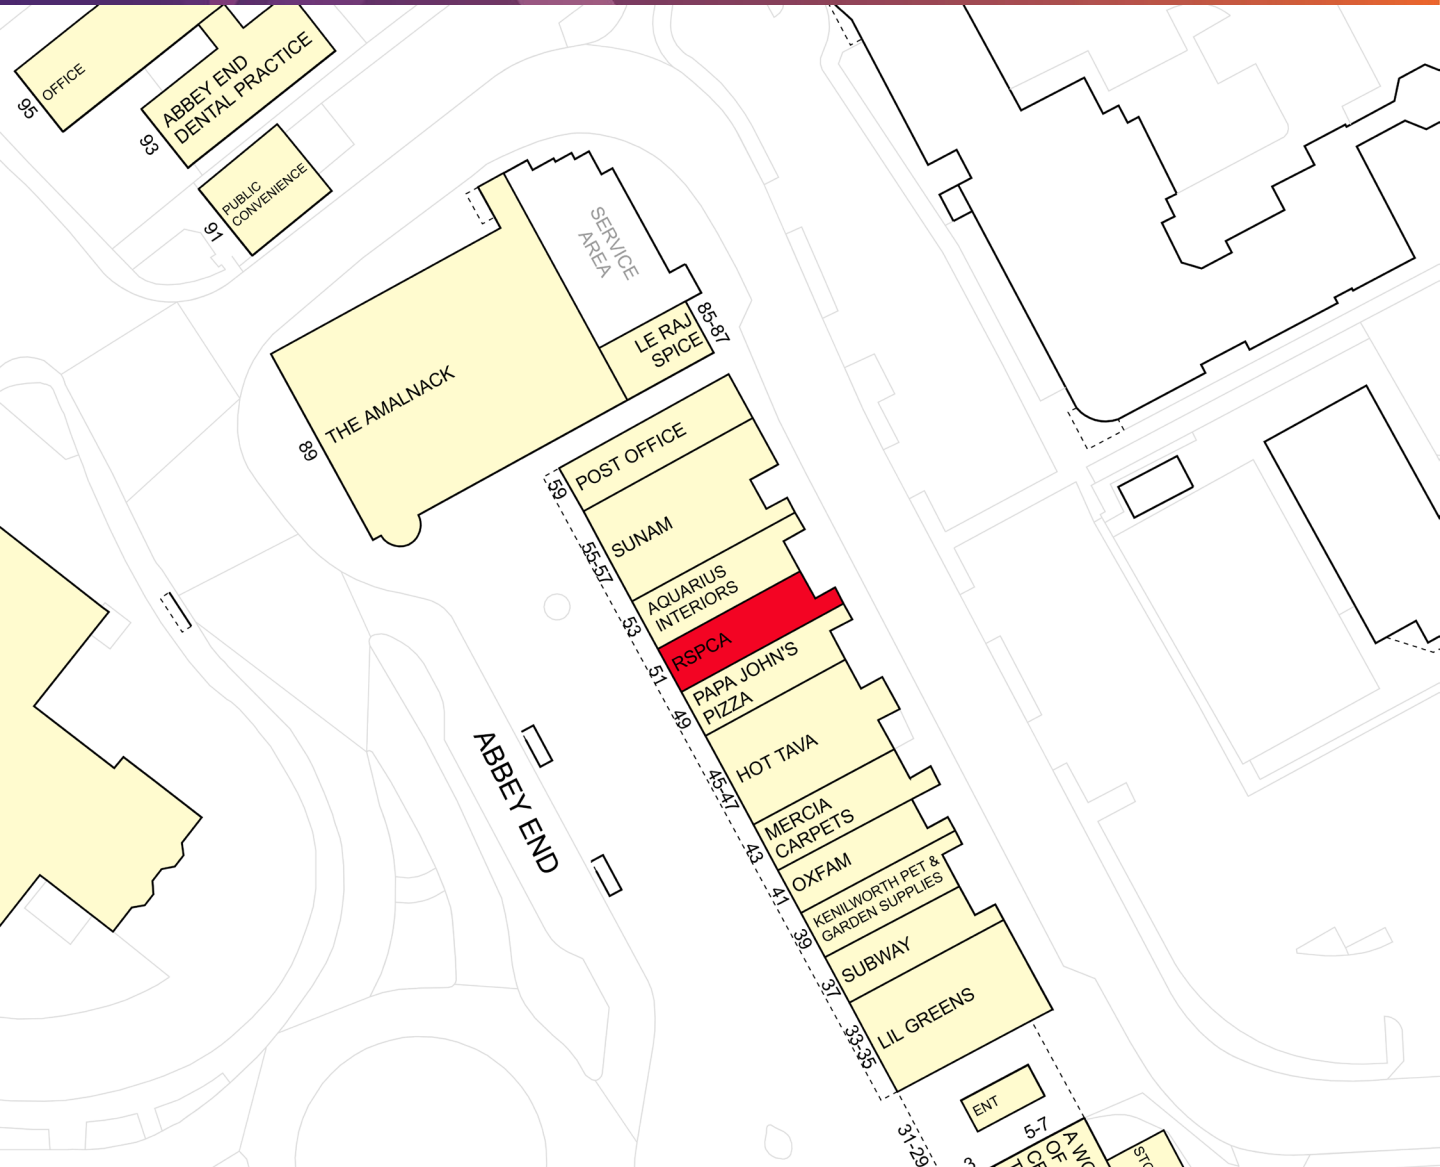 OFFICE
95
ABBEY END
DENTAL PRACTICE
93
PUBLIC
CONVENIENCE
91
SERVICE
AREA
LE RAJ
SPICE
85-87
THE AMALNACK
89
POST OFFICE
59
SUNAM
55-57
AQUARIUS
INTERIORS
53
RSPCA
51
PAPA JOHN'S
PIZZA
49
HOT TAVA
45-47
MERCIA
CARPETS
43
OXFAM
41
KENILWORTH PET &
GARDEN SUPPLIES
39
SUBWAY
37
LIL GREENS
33-35
ABBEY END
ENT
5-7
31-29
A WO
OF